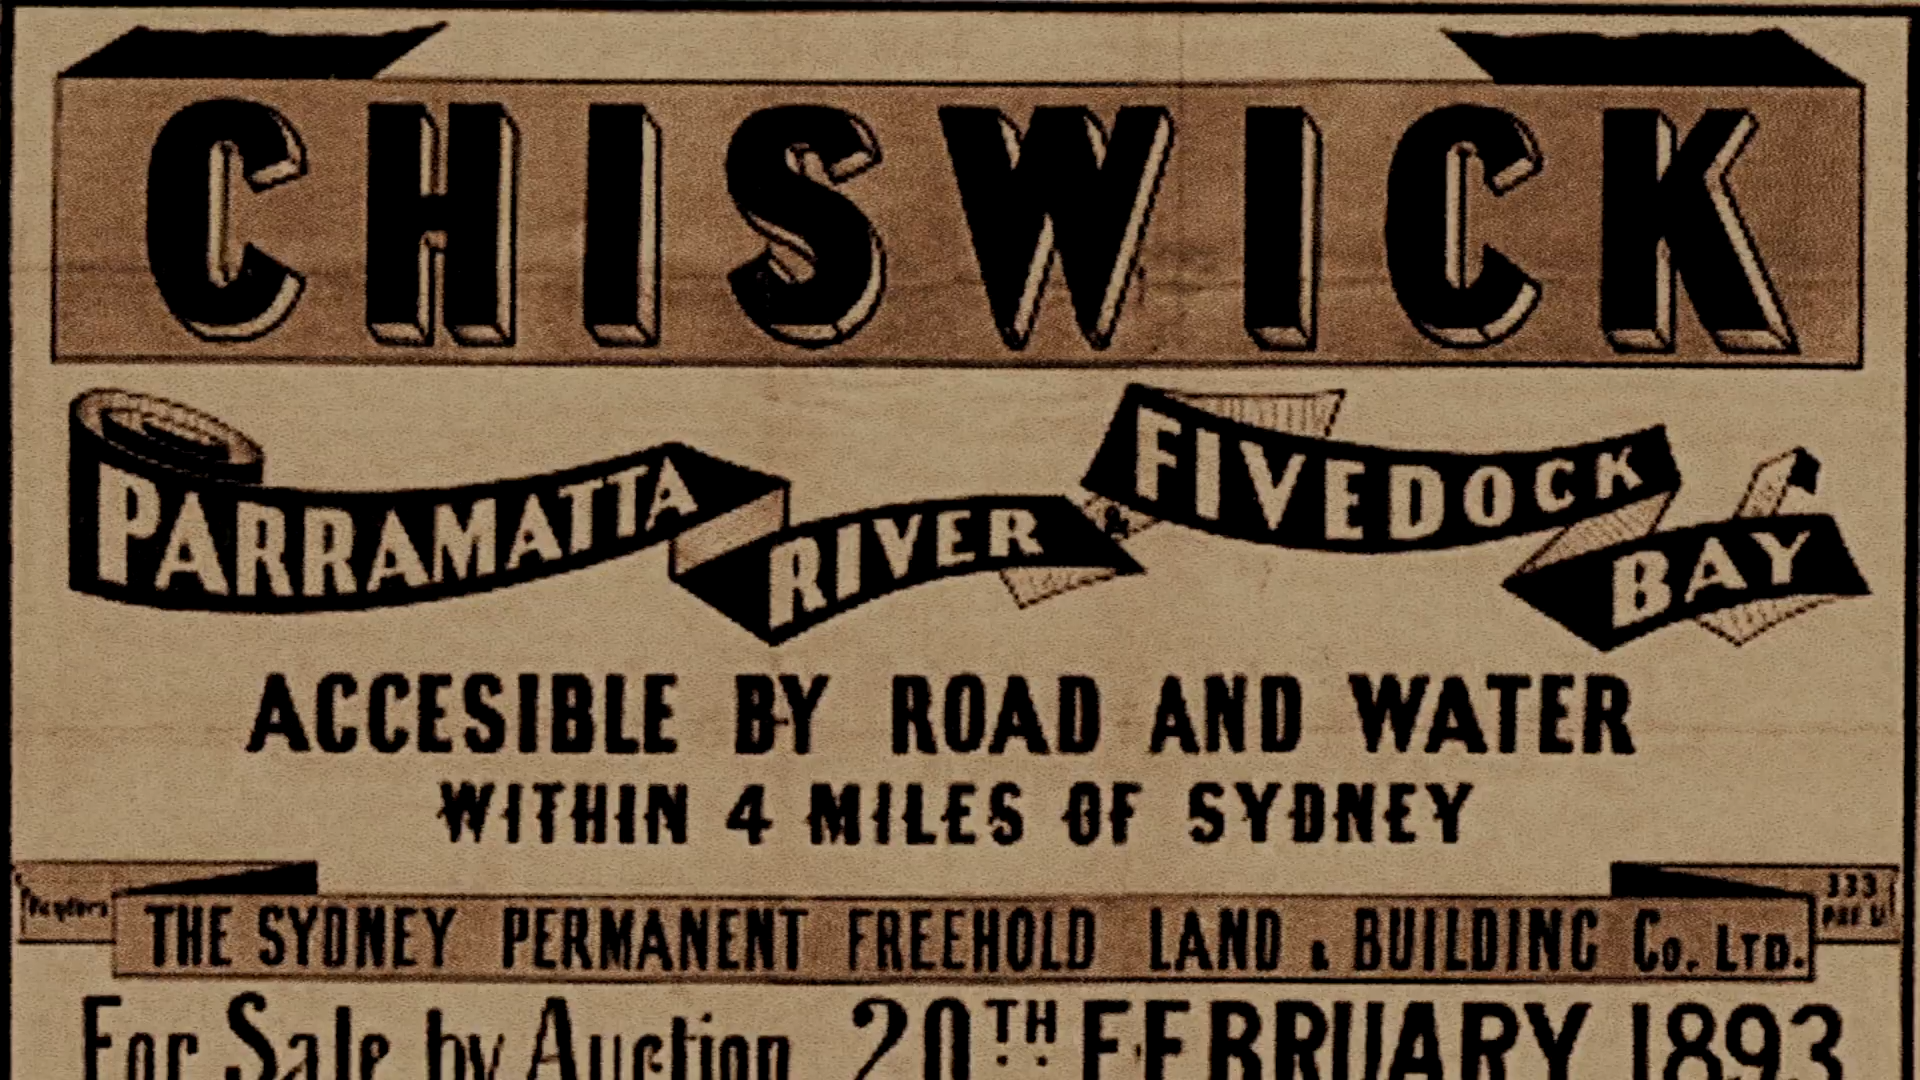 CHISWICK
PARRAMATTA RIVER & FIVEDOCK BAY
ACCESIBLE BY ROAD AND WATER
WITHIN 4 MILES OF SYDNEY
THE SYDNEY PERMANENT FREEHOLD LAND & BUILDING Co. LTD.
333
For Sale by Auction 20TH FEBRUARY 1893